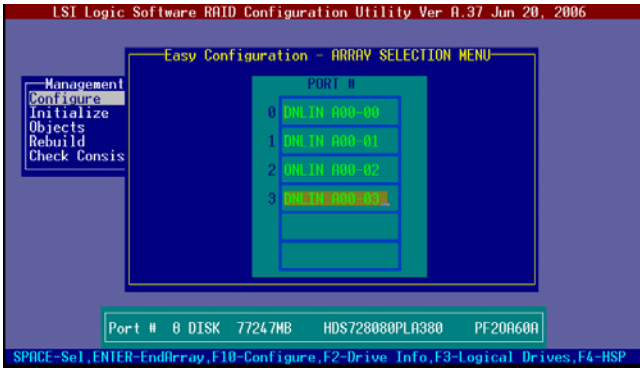 LSI Logic Software RAID Configuration Utility Ver A.37 Jun 20, 2006
Easy Configuration - ARRAY SELECTION MENU
Management
Configure
Initialize
Objects
Rebuild
Check Consis
PORT #
0 ONLIN A00-00
1 ONLIN A00-01
2 ONLIN A00-02
3 ONLIN A00-03
Port # 0 DISK 77247MB HDS728080PLA380 PF2OA60A
SPACE-Sel,ENTER-EndArray,F10-Configure,F2-Drive Info,F3-Logical Drives,F4-HSP